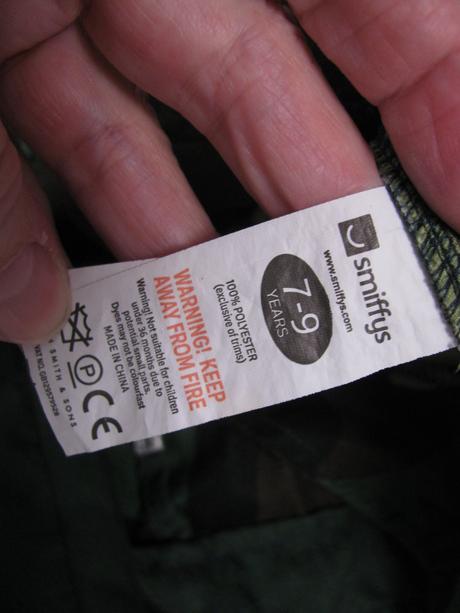 smiffys
www.smiffys.com
7-9
YEARS
100% POLYESTER
(exclusive of trims)
WARNING! KEEP
AWAY FROM FIRE
Warning! Not suitable for children
under 36 months due to
potential small parts.
Dyes may not be colourfast
MADE IN CHINA
P CE
SMITH & SONS